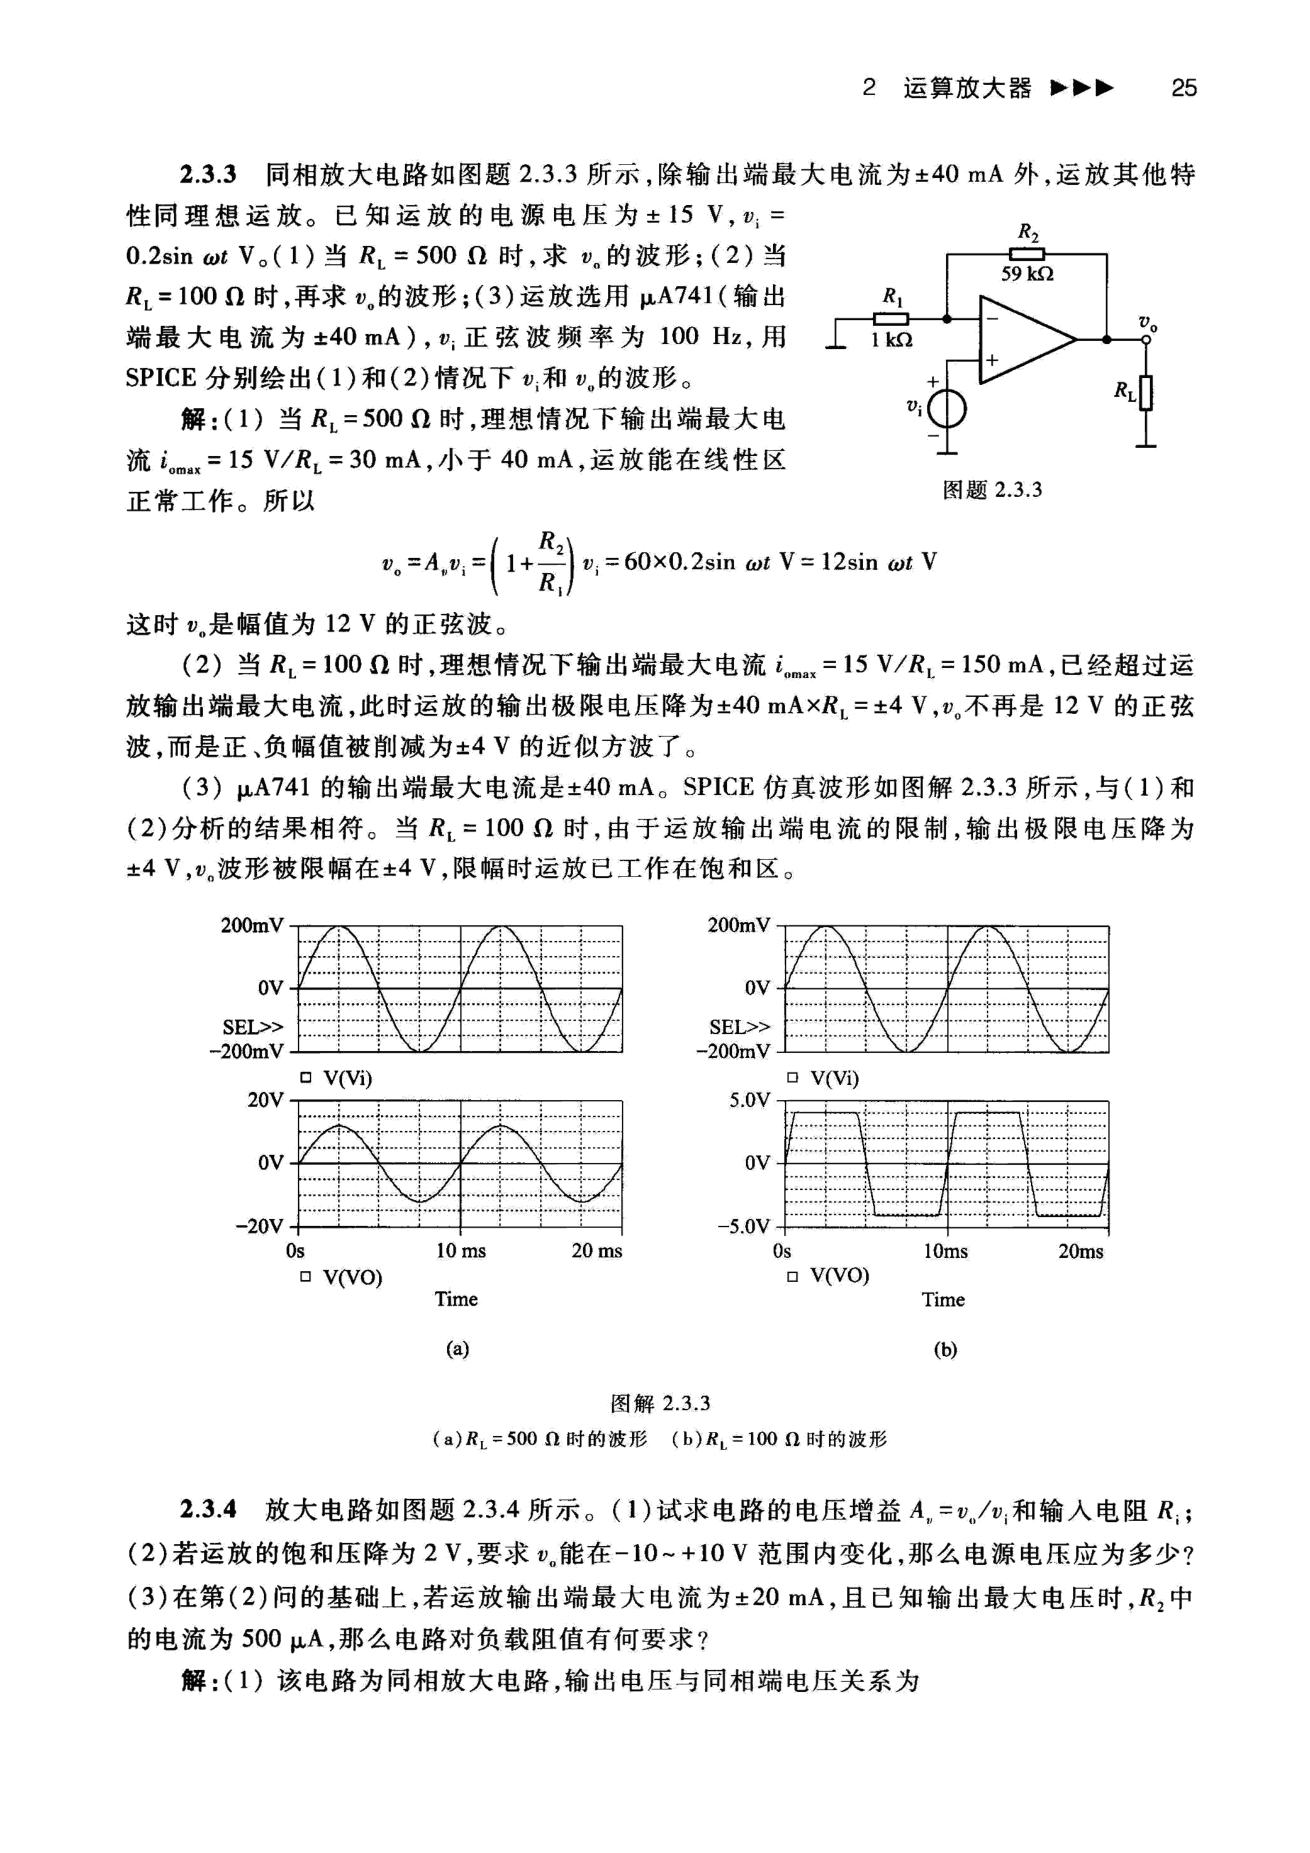 2 运算放大器 ▶▶▶ 25
2.3.3 同相放大电路如图题 2.3.3 所示,除输出端最大电流为±40 mA 外,运放其他特
性同理想运放。已知运放的电源电压为±15 V, vi =
0.2sin ωt V。(1)当 RL = 500 Ω 时,求 vo的波形;(2)当
RL = 100 Ω 时,再求 vo的波形;(3)运放选用 μA741(输出
端最大电流为±40 mA), vi正弦波频率为 100 Hz,用
SPICE 分别绘出(1)和(2)情况下 vi和 vo的波形。
R2
59 kΩ
R1
1 kΩ
−
+
vo
RL
+
vi
−
图题 2.3.3
解:(1) 当 RL = 500 Ω 时,理想情况下输出端最大电
流 iomax = 15 V/RL = 30 mA,小于 40 mA,运放能在线性区
正常工作。所以
vo = Av vi = (1+R2/R1) vi = 60×0.2sin ωt V = 12sin ωt V
这时 vo是幅值为 12 V 的正弦波。
(2) 当 RL = 100 Ω 时,理想情况下输出端最大电流 iomax = 15 V/RL = 150 mA,已经超过运
放输出端最大电流,此时运放的输出极限电压降为±40 mA×RL = ±4 V, vo不再是 12 V 的正弦
波,而是正、负幅值被削减为±4 V 的近似方波了。
(3) μA741 的输出端最大电流是±40 mA。SPICE 仿真波形如图解 2.3.3 所示,与(1)和
(2)分析的结果相符。当 RL = 100 Ω 时,由于运放输出端电流的限制,输出极限电压降为
±4 V, vo波形被限幅在±4 V,限幅时运放已工作在饱和区。
200mV
0V
SEL>>
-200mV
□ V(Vi)
20V
0V
-20V
0s 10 ms 20 ms
□ V(VO)
Time
(a)
200mV
0V
SEL>>
-200mV
□ V(Vi)
5.0V
0V
-5.0V
0s 10ms 20ms
□ V(VO)
Time
(b)
图解 2.3.3
(a)RL = 500 Ω 时的波形 (b)RL = 100 Ω 时的波形
2.3.4 放大电路如图题 2.3.4 所示。(1)试求电路的电压增益 Av = vo/vi和输入电阻 Ri;
(2)若运放的饱和压降为 2 V,要求 vo能在-10~+10 V 范围内变化,那么电源电压应为多少?
(3)在第(2)问的基础上,若运放输出端最大电流为±20 mA,且已知输出最大电压时,R2中
的电流为 500 μA,那么电路对负载阻值有何要求?
解:(1) 该电路为同相放大电路,输出电压与同相端电压关系为